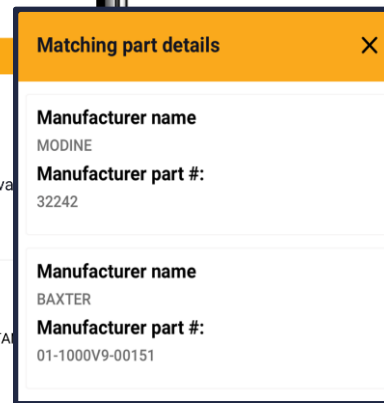 Matching part details
Manufacturer name
MODINE
Manufacturer part #:
32242
Manufacturer name
BAXTER
Manufacturer part #:
01-1000V9-00151